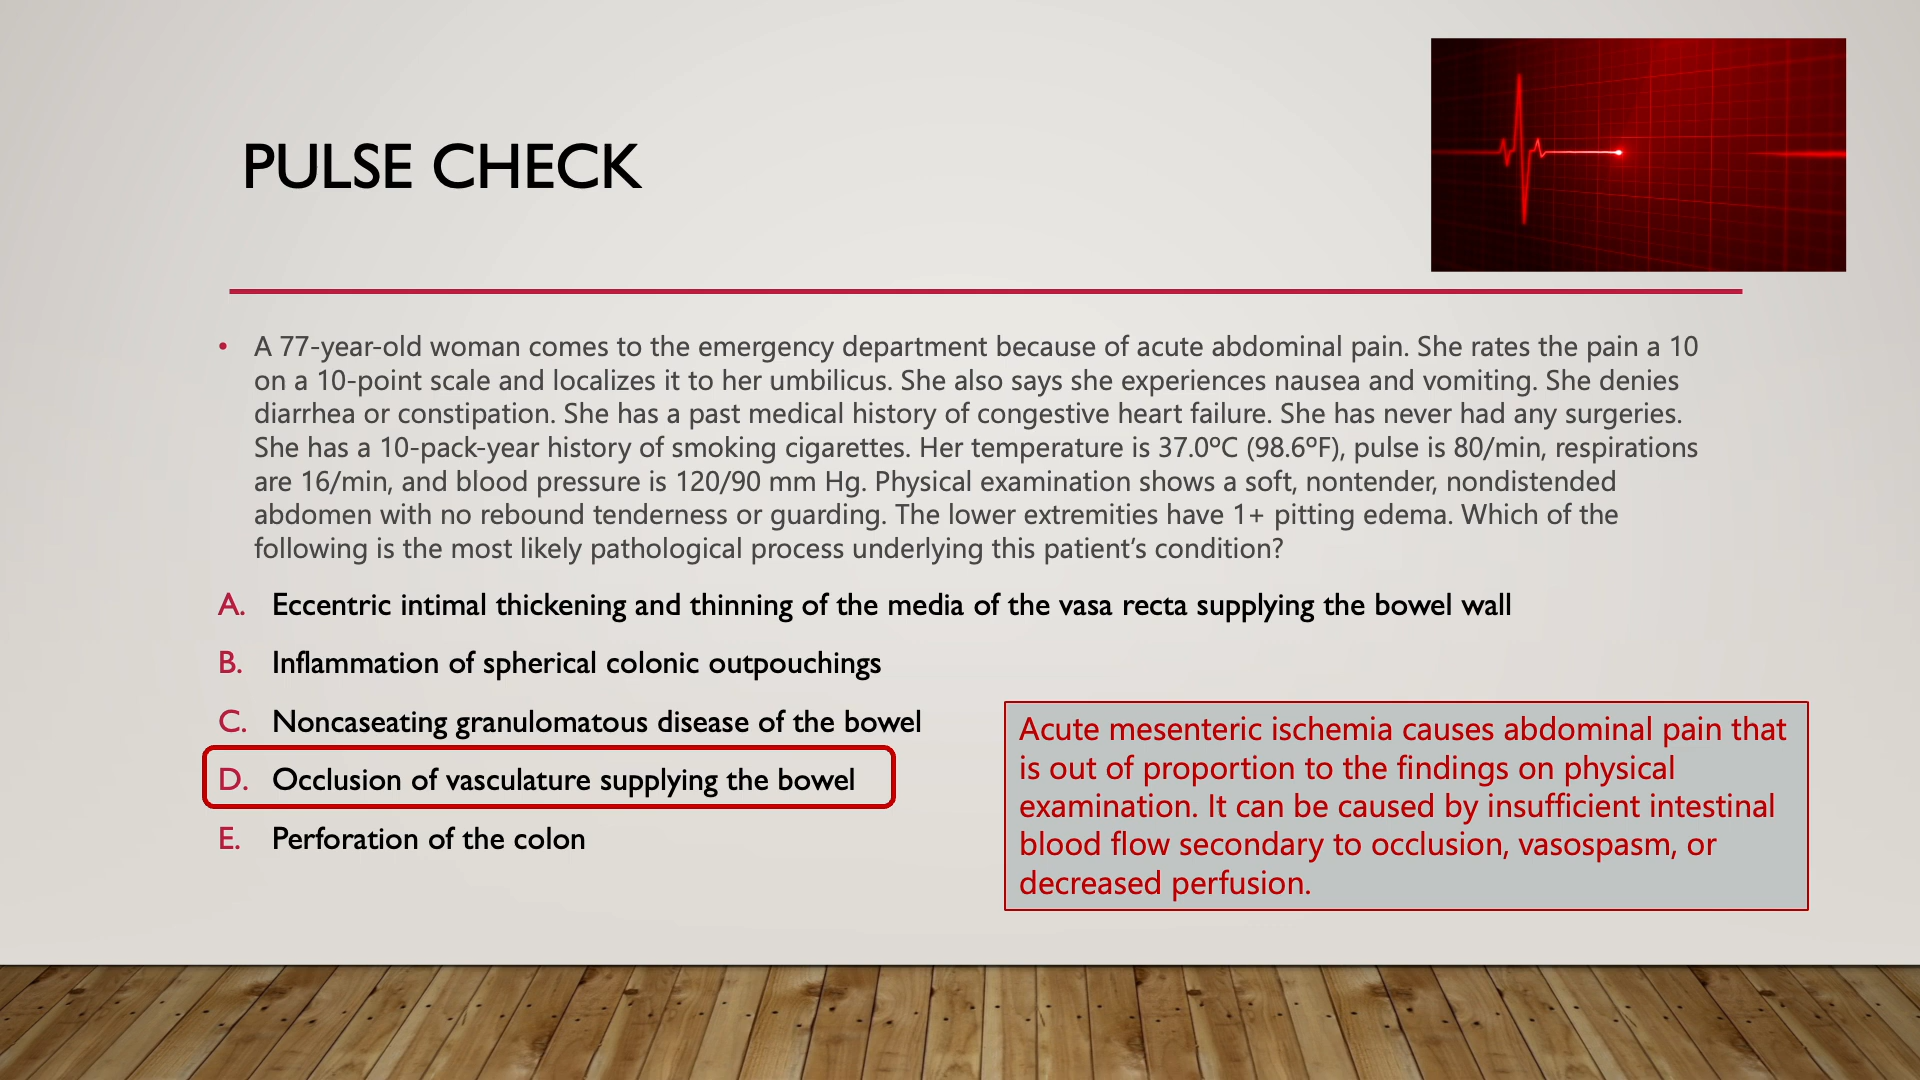 PULSE CHECK
• A 77-year-old woman comes to the emergency department because of acute abdominal pain. She rates the pain a 10
on a 10-point scale and localizes it to her umbilicus. She also says she experiences nausea and vomiting. She denies
diarrhea or constipation. She has a past medical history of congestive heart failure. She has never had any surgeries.
She has a 10-pack-year history of smoking cigarettes. Her temperature is 37.0ºC (98.6ºF), pulse is 80/min, respirations
are 16/min, and blood pressure is 120/90 mm Hg. Physical examination shows a soft, nontender, nondistended
abdomen with no rebound tenderness or guarding. The lower extremities have 1+ pitting edema. Which of the
following is the most likely pathological process underlying this patient’s condition?
A. Eccentric intimal thickening and thinning of the media of the vasa recta supplying the bowel wall
B. Inflammation of spherical colonic outpouchings
C. Noncaseating granulomatous disease of the bowel
D. Occlusion of vasculature supplying the bowel
E. Perforation of the colon
Acute mesenteric ischemia causes abdominal pain that
is out of proportion to the findings on physical
examination. It can be caused by insufficient intestinal
blood flow secondary to occlusion, vasospasm, or
decreased perfusion.